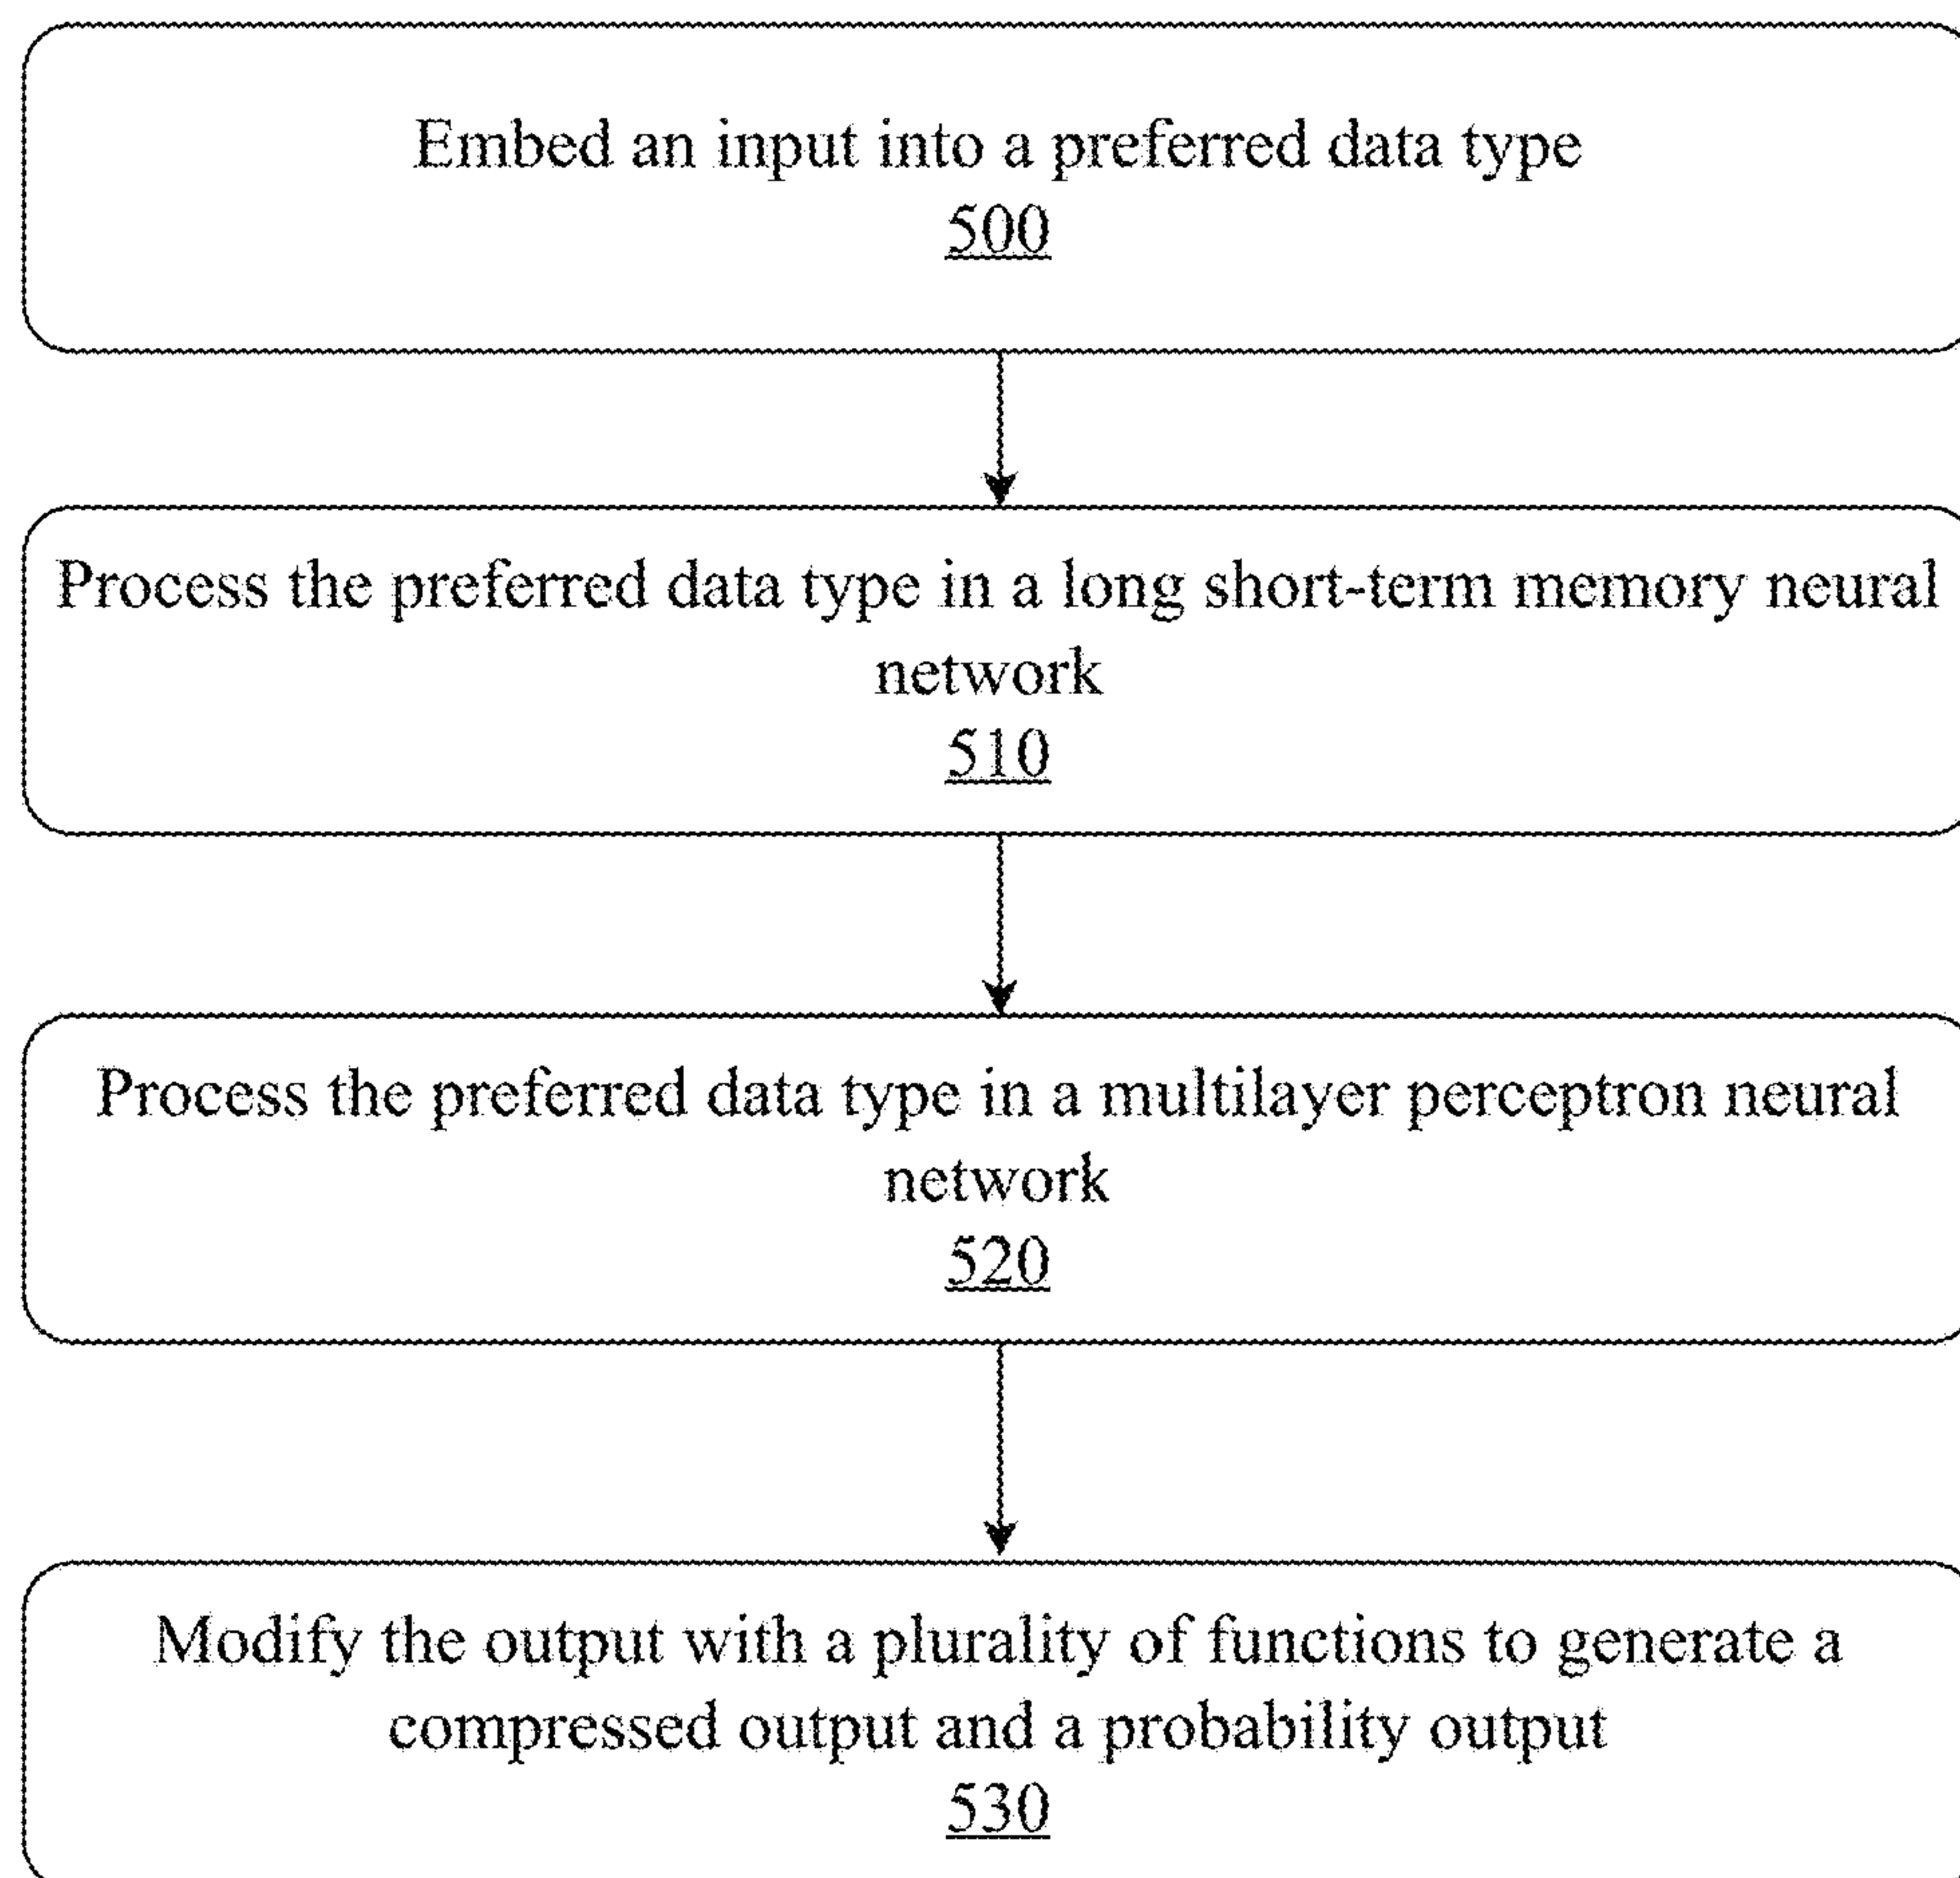 Embed an input into a preferred data type
500
Process the preferred data type in a long short-term memory neural
network
510
Process the preferred data type in a multilayer perceptron neural
network
520
Modify the output with a plurality of functions to generate a
compressed output and a probability output
530